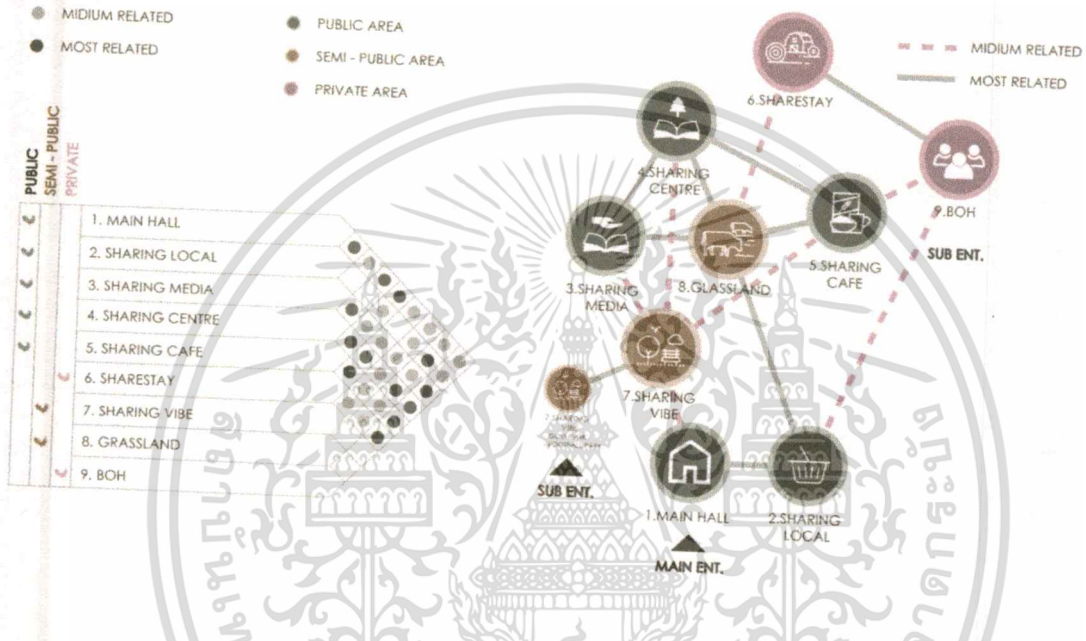 MIDIUM RELATED
MOST RELATED
PUBLIC AREA
SEMI - PUBLIC AREA
PRIVATE AREA
MIDIUM RELATED
MOST RELATED
PUBLIC
SEMI - PUBLIC
PRIVATE
1. MAIN HALL
2. SHARING LOCAL
3. SHARING MEDIA
4. SHARING CENTRE
5. SHARING CAFE
6. SHARESTAY
7. SHARING VIBE
8. GRASSLAND
9. BOH
6.SHARESTAY
4.SHARING
CENTRE
9.BOH
SUB ENT.
5.SHARING
CAFE
3.SHARING
MEDIA
8.GLASSLAND
7.SHARING
VIBE
7.SHARING
VIBE
SUB ENT.
1.MAIN HALL
2.SHARING
LOCAL
MAIN ENT.